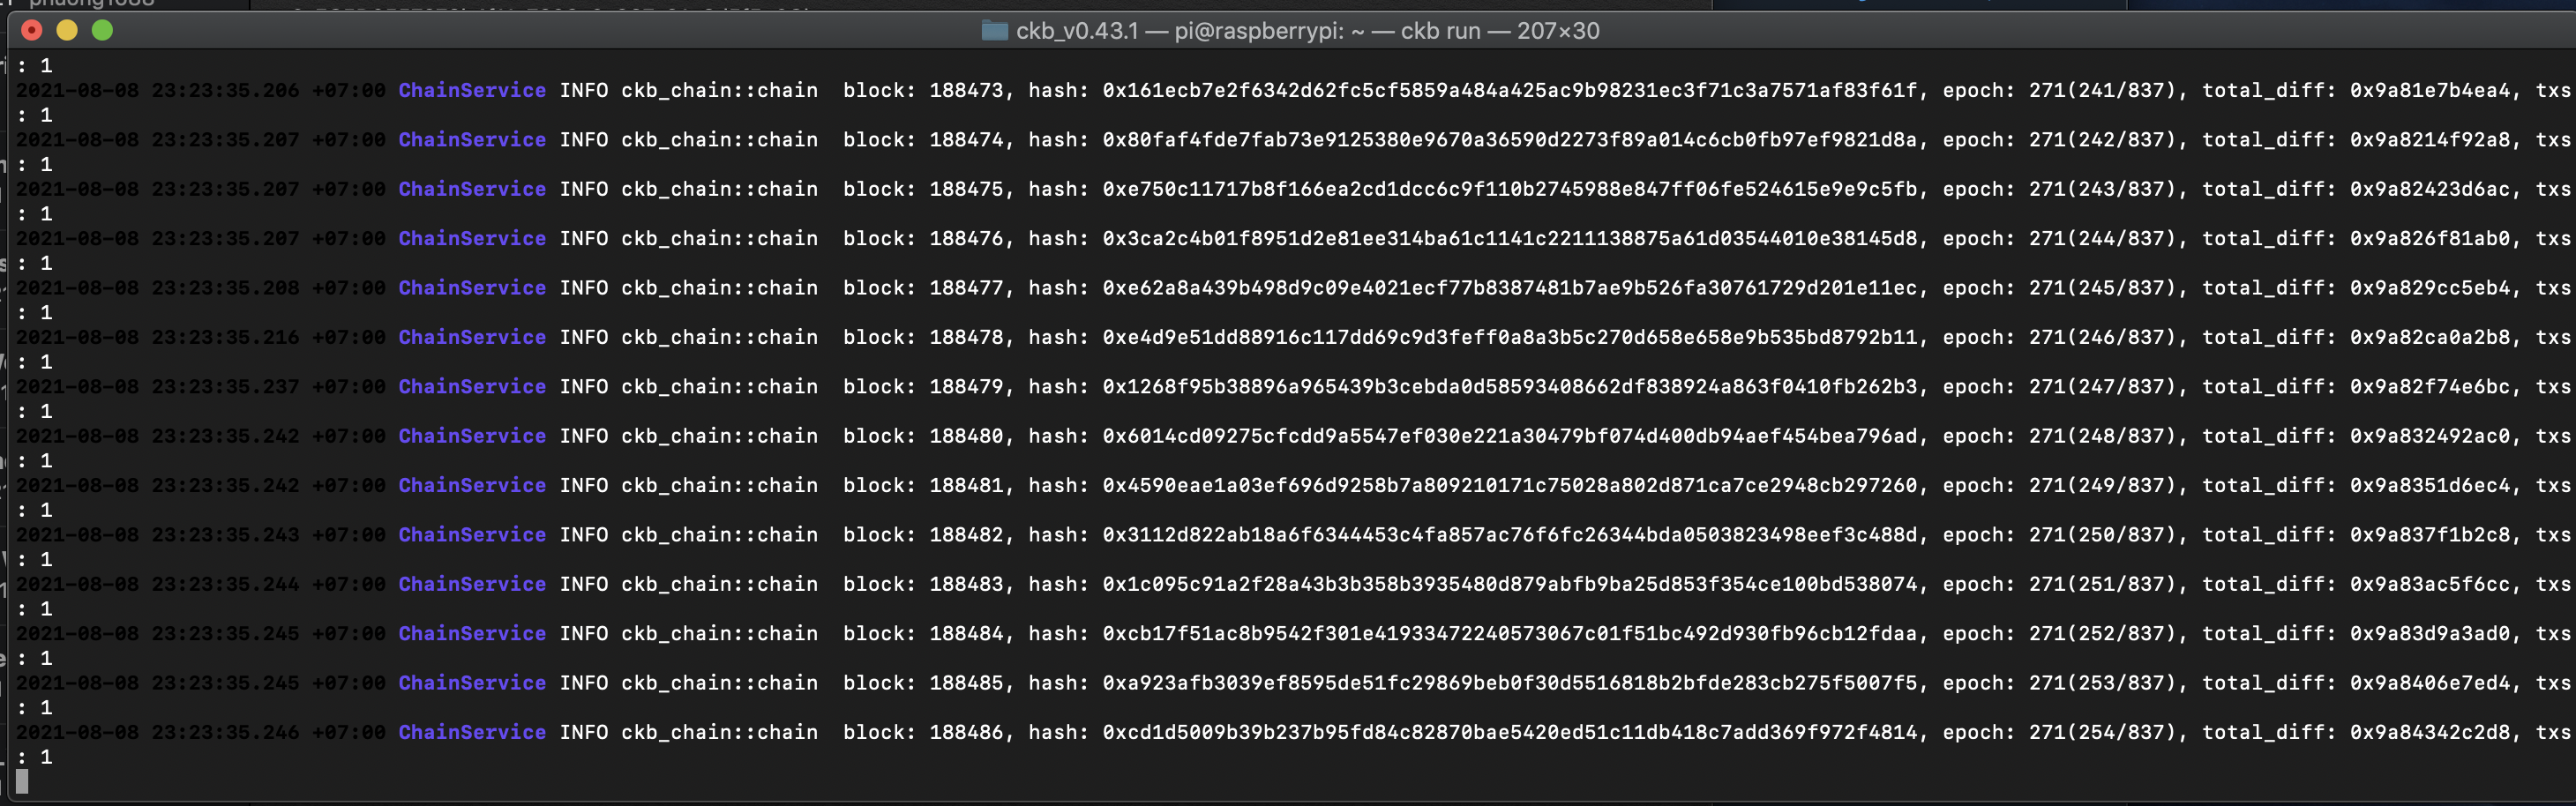 phuong1688
ckb_v0.43.1 — pi@raspberrypi: ~ — ckb run — 207×30
: 1
2021-08-08 23:23:35.206 +07:00 ChainService INFO ckb_chain::chain  block: 188473, hash: 0x161ecb7e2f6342d62fc5cf5859a484a425ac9b98231ec3f71c3a7571af83f61f, epoch: 271(241/837), total_diff: 0x9a81e7b4ea4, txs
: 1
2021-08-08 23:23:35.207 +07:00 ChainService INFO ckb_chain::chain  block: 188474, hash: 0x80faf4fde7fab73e9125380e9670a36590d2273f89a014c6cb0fb97ef9821d8a, epoch: 271(242/837), total_diff: 0x9a8214f92a8, txs
: 1
2021-08-08 23:23:35.207 +07:00 ChainService INFO ckb_chain::chain  block: 188475, hash: 0xe750c11717b8f166ea2cd1dcc6c9f110b2745988e847ff06fe524615e9e9c5fb, epoch: 271(243/837), total_diff: 0x9a82423d6ac, txs
: 1
2021-08-08 23:23:35.207 +07:00 ChainService INFO ckb_chain::chain  block: 188476, hash: 0x3ca2c4b01f8951d2e81ee314ba61c1141c2211138875a61d03544010e38145d8, epoch: 271(244/837), total_diff: 0x9a826f81ab0, txs
: 1
2021-08-08 23:23:35.208 +07:00 ChainService INFO ckb_chain::chain  block: 188477, hash: 0xe62a8a439b498d9c09e4021ecf77b8387481b7ae9b526fa30761729d201e11ec, epoch: 271(245/837), total_diff: 0x9a829cc5eb4, txs
: 1
2021-08-08 23:23:35.216 +07:00 ChainService INFO ckb_chain::chain  block: 188478, hash: 0xe4d9e51dd88916c117dd69c9d3feff0a8a3b5c270d658e658e9b535bd8792b11, epoch: 271(246/837), total_diff: 0x9a82ca0a2b8, txs
: 1
2021-08-08 23:23:35.237 +07:00 ChainService INFO ckb_chain::chain  block: 188479, hash: 0x1268f95b38896a965439b3cebda0d58593408662df838924a863f0410fb262b3, epoch: 271(247/837), total_diff: 0x9a82f74e6bc, txs
: 1
2021-08-08 23:23:35.242 +07:00 ChainService INFO ckb_chain::chain  block: 188480, hash: 0x6014cd09275cfcdd9a5547ef030e221a30479bf074d400db94aef454bea796ad, epoch: 271(248/837), total_diff: 0x9a832492ac0, txs
: 1
2021-08-08 23:23:35.242 +07:00 ChainService INFO ckb_chain::chain  block: 188481, hash: 0x4590eae1a03ef696d9258b7a809210171c75028a802d871ca7ce2948cb297260, epoch: 271(249/837), total_diff: 0x9a8351d6ec4, txs
: 1
2021-08-08 23:23:35.243 +07:00 ChainService INFO ckb_chain::chain  block: 188482, hash: 0x3112d822ab18a6f6344453c4fa857ac76f6fc26344bda0503823498eef3c488d, epoch: 271(250/837), total_diff: 0x9a837f1b2c8, txs
: 1
2021-08-08 23:23:35.244 +07:00 ChainService INFO ckb_chain::chain  block: 188483, hash: 0x1c095c91a2f28a43b3b358b3935480d879abfb9ba25d853f354ce100bd538074, epoch: 271(251/837), total_diff: 0x9a83ac5f6cc, txs
: 1
2021-08-08 23:23:35.245 +07:00 ChainService INFO ckb_chain::chain  block: 188484, hash: 0xcb17f51ac8b9542f301e41933472240573067c01f51bc492d930fb96cb12fdaa, epoch: 271(252/837), total_diff: 0x9a83d9a3ad0, txs
: 1
2021-08-08 23:23:35.245 +07:00 ChainService INFO ckb_chain::chain  block: 188485, hash: 0xa923afb3039ef8595de51fc29869beb0f30d5516818b2bfde283cb275f5007f5, epoch: 271(253/837), total_diff: 0x9a8406e7ed4, txs
: 1
2021-08-08 23:23:35.246 +07:00 ChainService INFO ckb_chain::chain  block: 188486, hash: 0xcd1d5009b39b237b95fd84c82870bae5420ed51c11db418c7add369f972f4814, epoch: 271(254/837), total_diff: 0x9a84342c2d8, txs
: 1